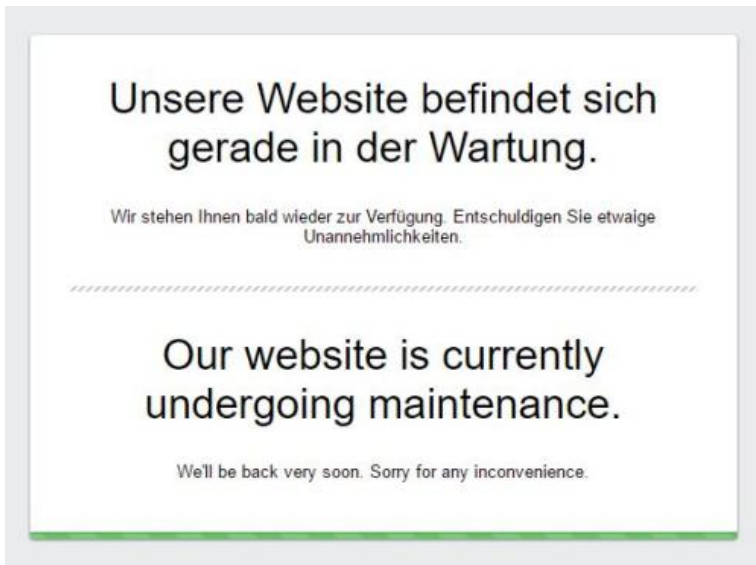 Unsere Website befindet sich
gerade in der Wartung.
Wir stehen Ihnen bald wieder zur Verfügung. Entschuldigen Sie etwaige
Unannehmlichkeiten.
Our website is currently
undergoing maintenance.
We'll be back very soon. Sorry for any inconvenience.